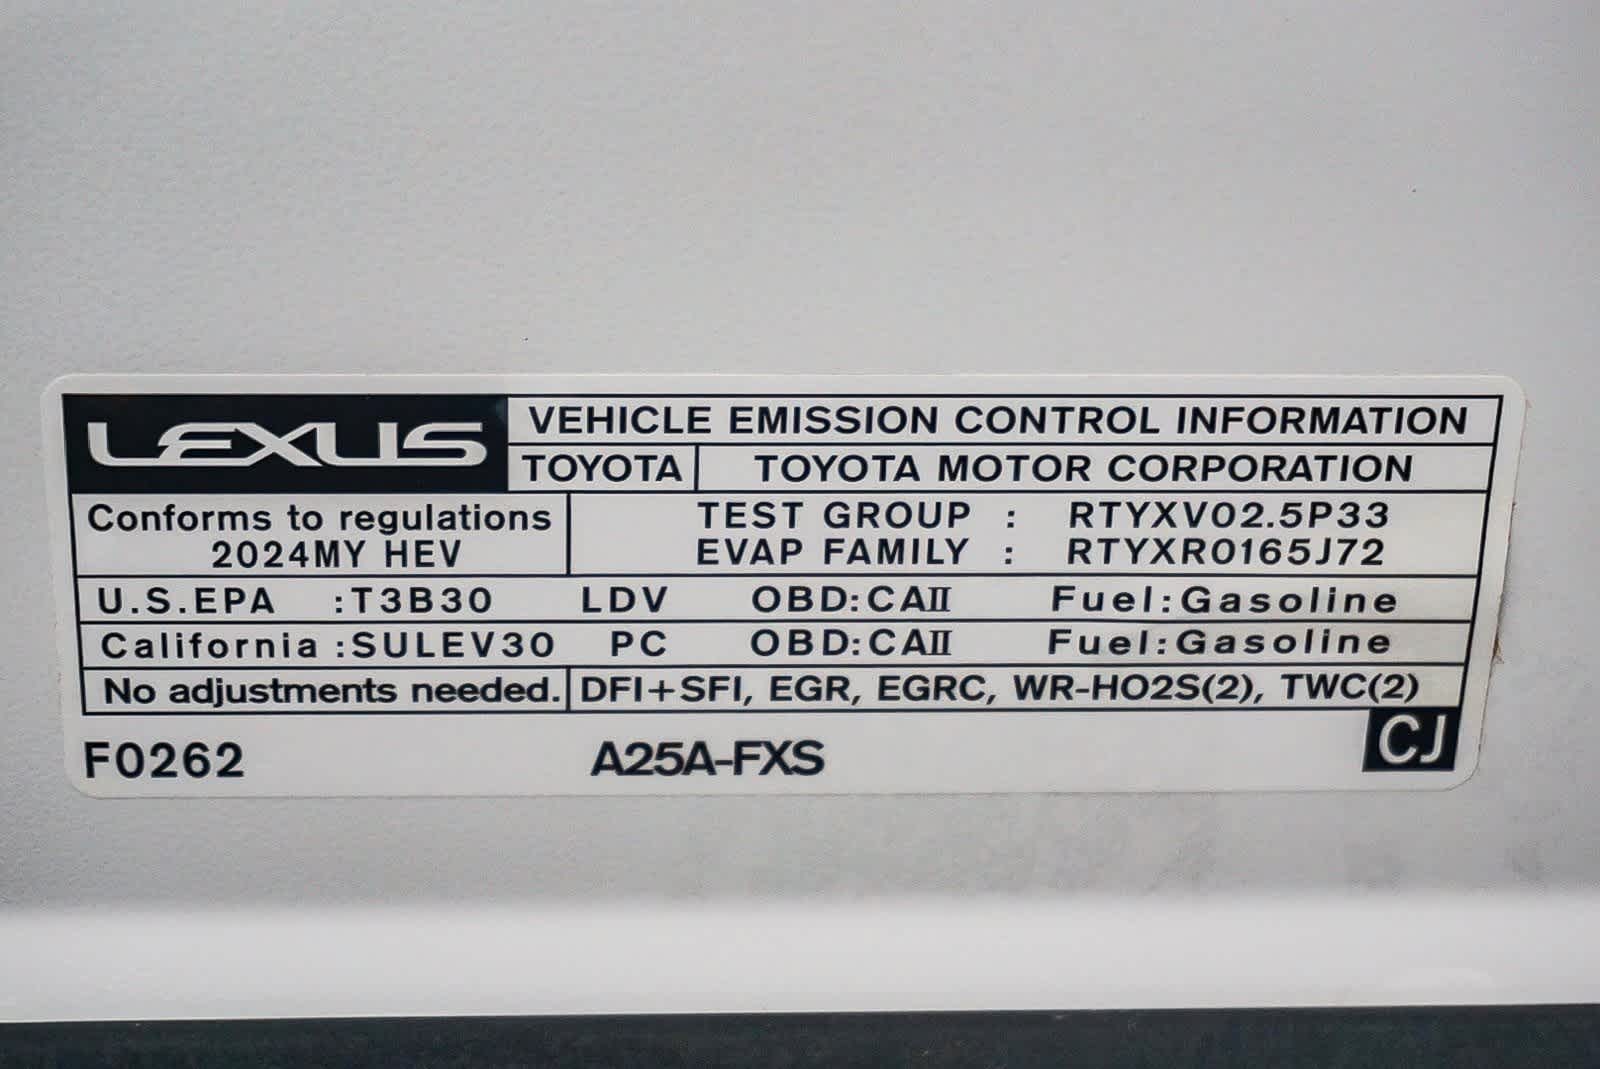 LEXUS VEHICLE EMISSION CONTROL INFORMATION
TOYOTA TOYOTA MOTOR CORPORATION
Conforms to regulations
2024MY HEV
TEST GROUP : RTYXV02.5P33
EVAP FAMILY : RTYXR0165J72
U.S.EPA :T3B30 LDV OBD:CAII Fuel:Gasoline
California :SULEV30 PC OBD:CAII Fuel:Gasoline
No adjustments needed. DFI+SFI, EGR, EGRC, WR-HO2S(2), TWC(2)
F0262 A25A-FXS CJ